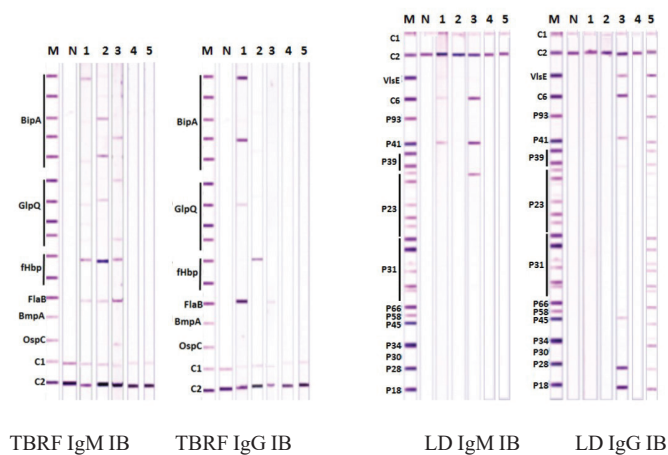 M N 1 2 3 4 5
BipA
GlpQ
fHbp
FlaB
BmpA
OspC
C1
C2
TBRF IgM IB
M N 1 2 3 4 5
BipA
GlpQ
fHbp
FlaB
BmpA
OspC
C1
C2
TBRF IgG IB
M N 1 2 3 4 5
C1
C2
VlsE
C6
P93
P41
P39
P23
P31
P66
P58
P45
P34
P30
P28
P18
LD IgM IB
M N 1 2 3 4 5
C1
C2
VlsE
C6
P93
P41
P39
P23
P31
P66
P58
P45
P34
P30
P28
P18
LD IgG IB